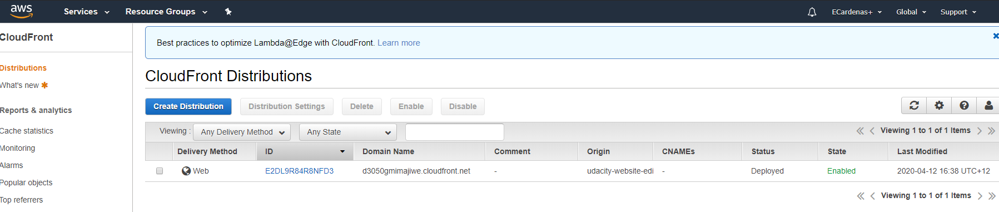 aws Services Resource Groups ECardenas+ Global Support
CloudFront
Distributions
What's new
Reports & analytics
Cache statistics
Monitoring
Alarms
Popular objects
Top referrers
Best practices to optimize Lambda@Edge with CloudFront. Learn more
CloudFront Distributions
Create Distribution Distribution Settings Delete Enable Disable
Viewing : Any Delivery Method Any State Viewing 1 to 1 of 1 Items
Delivery Method ID Domain Name Comment Origin CNAMEs Status State Last Modified
Web E2DL9R84R8NFD3 d3050gmimajiwe.cloudfront.net - udacity-website-edi - Deployed Enabled 2020-04-12 16:38 UTC+12
Viewing 1 to 1 of 1 Items